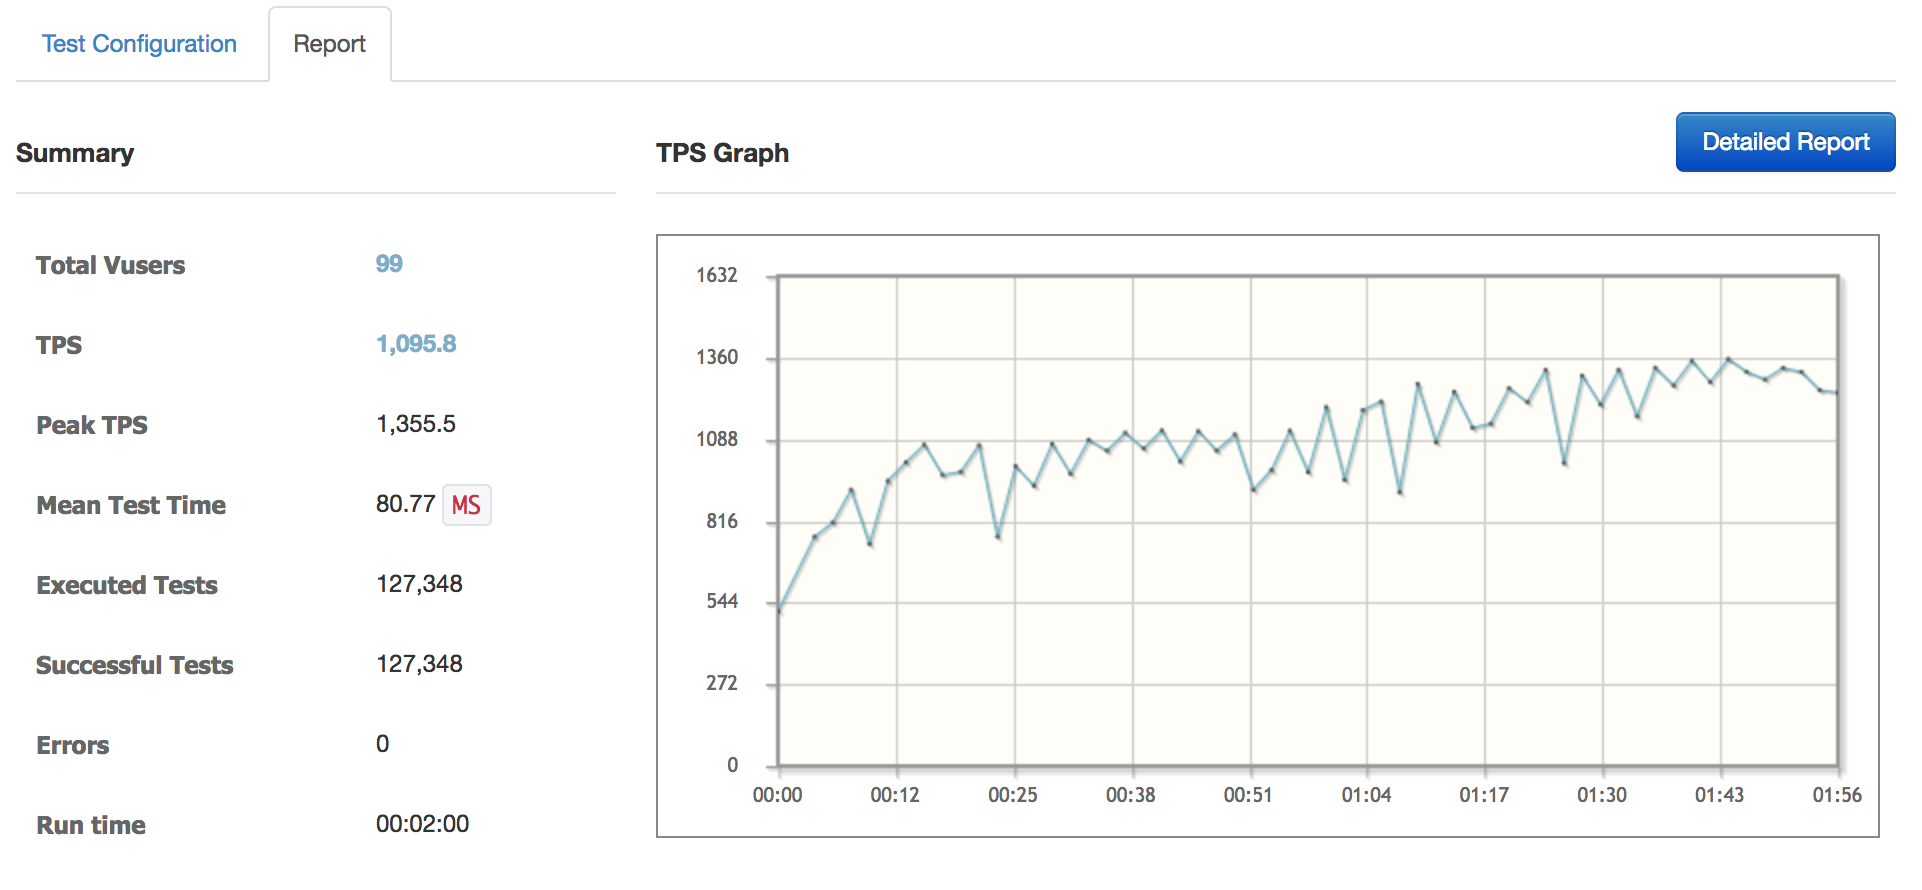 Test Configuration
Report
Summary
Total Vusers 99
TPS 1,095.8
Peak TPS 1,355.5
Mean Test Time 80.77 MS
Executed Tests 127,348
Successful Tests 127,348
Errors 0
Run time 00:02:00
TPS Graph
Detailed Report
1632
1360
1088
816
544
272
0
00:00 00:12 00:25 00:38 00:51 01:04 01:17 01:30 01:43 01:56